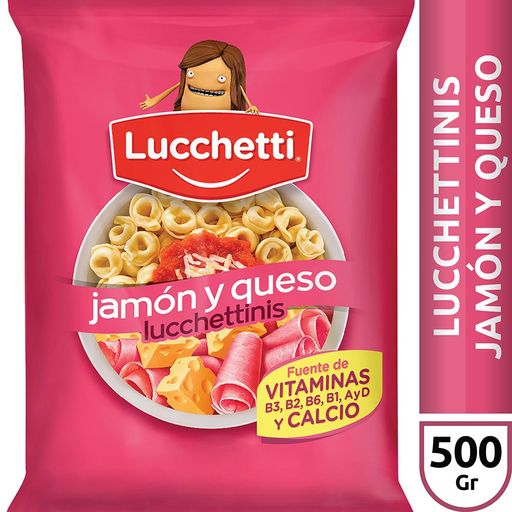 Lucchetti
jamón y queso
lucchettinis
Fuente de
VITAMINAS
B3, B2, B6, B1, A y D
Y CALCIO
LUCCHETTINIS
JAMÓN Y QUESO
500
Gr